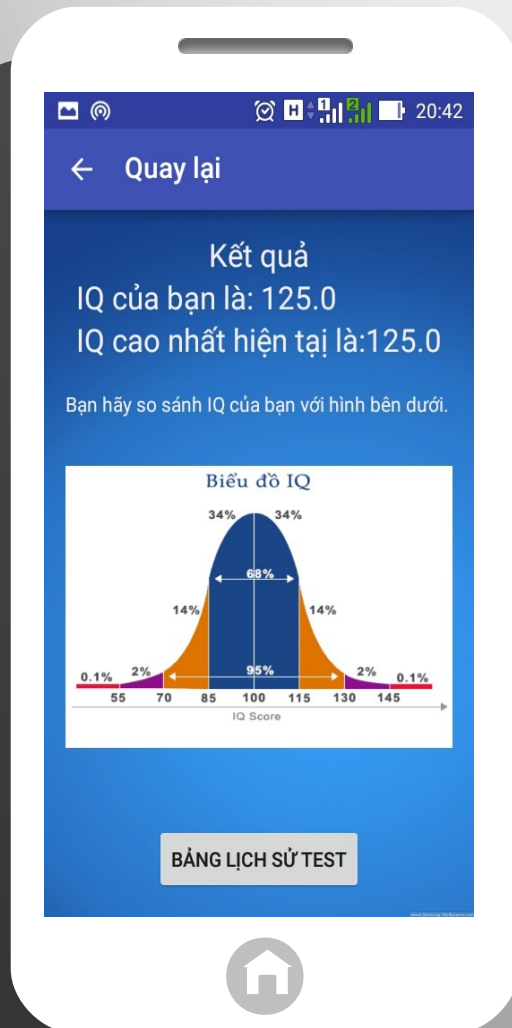 H 1 2 20:42
Quay lại
Kết quả
IQ của bạn là: 125.0
IQ cao nhất hiện tại là:125.0
Bạn hãy so sánh IQ của bạn với hình bên dưới.
Biểu đồ IQ
34% 34%
68%
14% 14%
0.1% 2% 95% 2% 0.1%
55 70 85 100 115 130 145
IQ Score
BẢNG LỊCH SỬ TEST